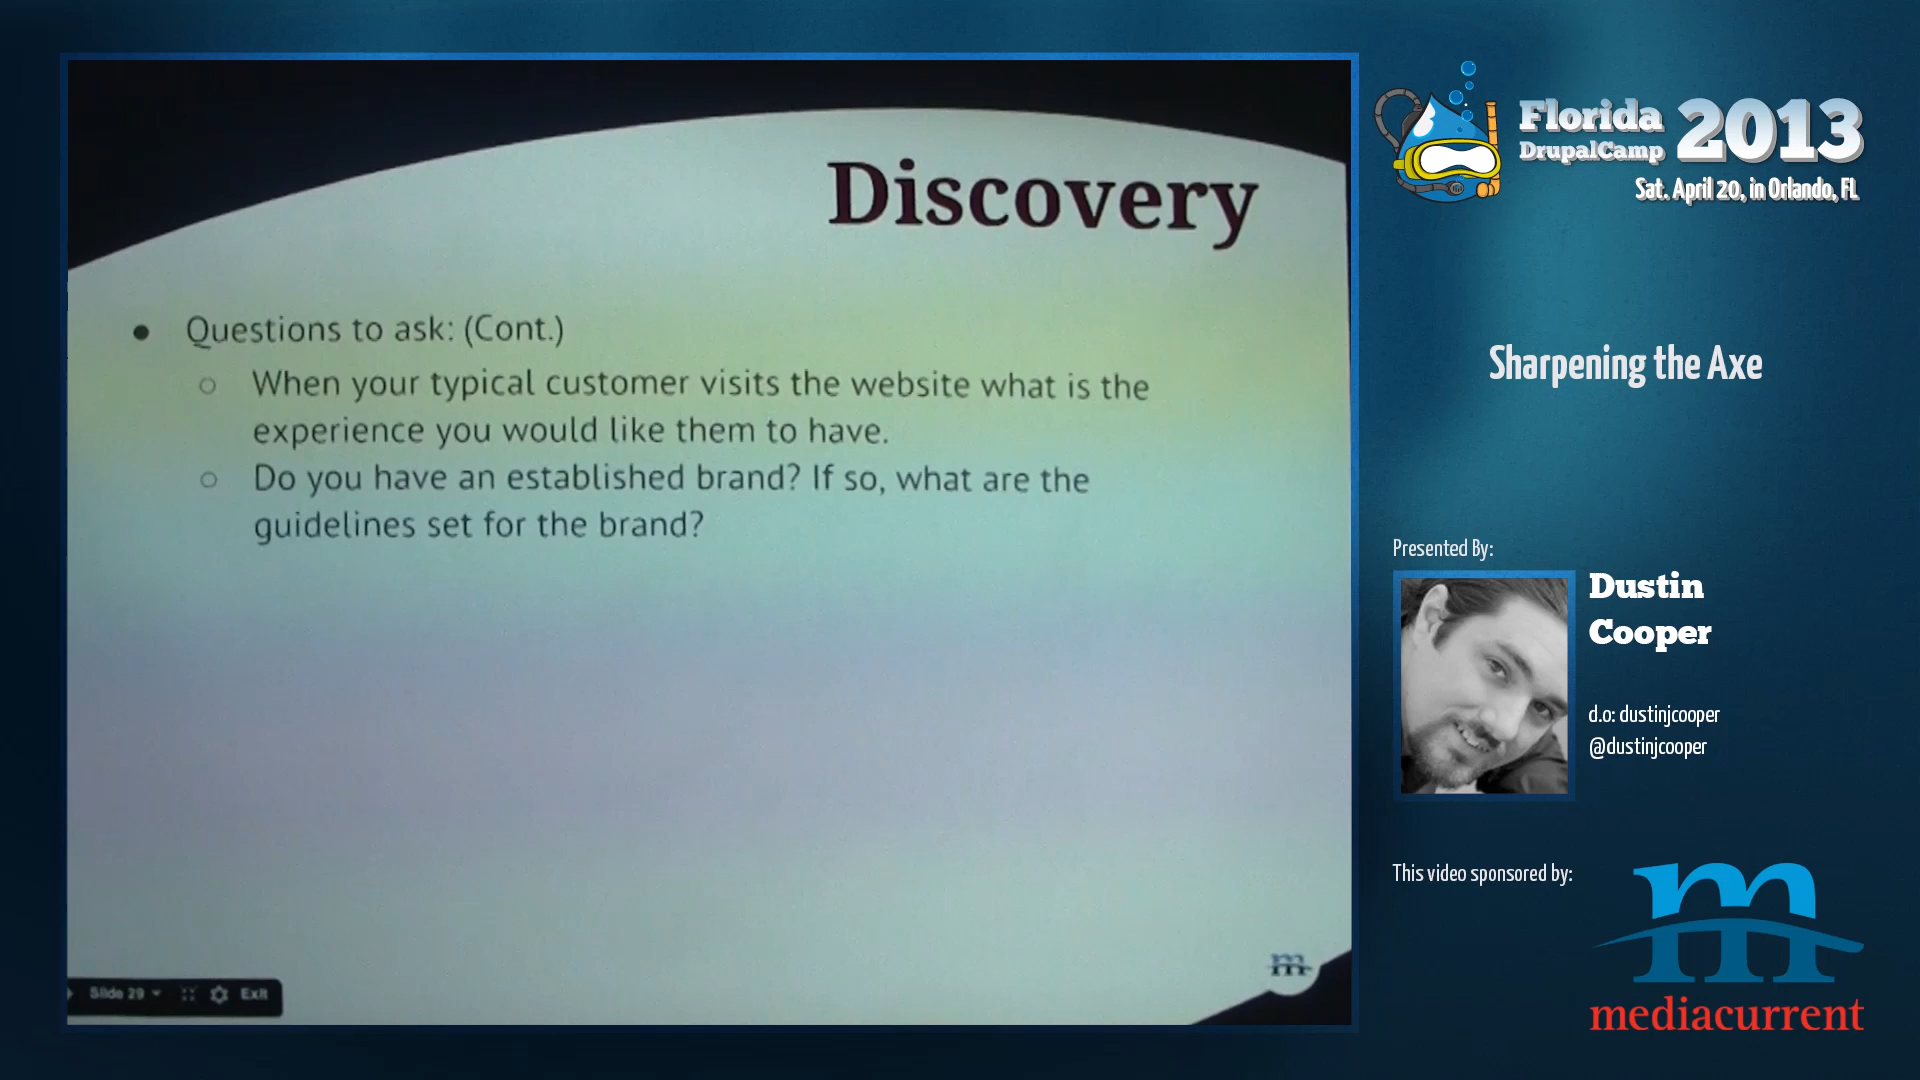 Discovery
Questions to ask: (Cont.)
When your typical customer visits the website what is the
experience you would like them to have.
Do you have an established brand? If so, what are the
guidelines set for the brand?
Slide 29
Exit
m
Florida
DrupalCamp
2013
Sat. April 20, in Orlando, FL
Sharpening the Axe
Presented By:
Dustin
Cooper
d.o: dustinjcooper
@dustinjcooper
This video sponsored by:
m
mediacurrent